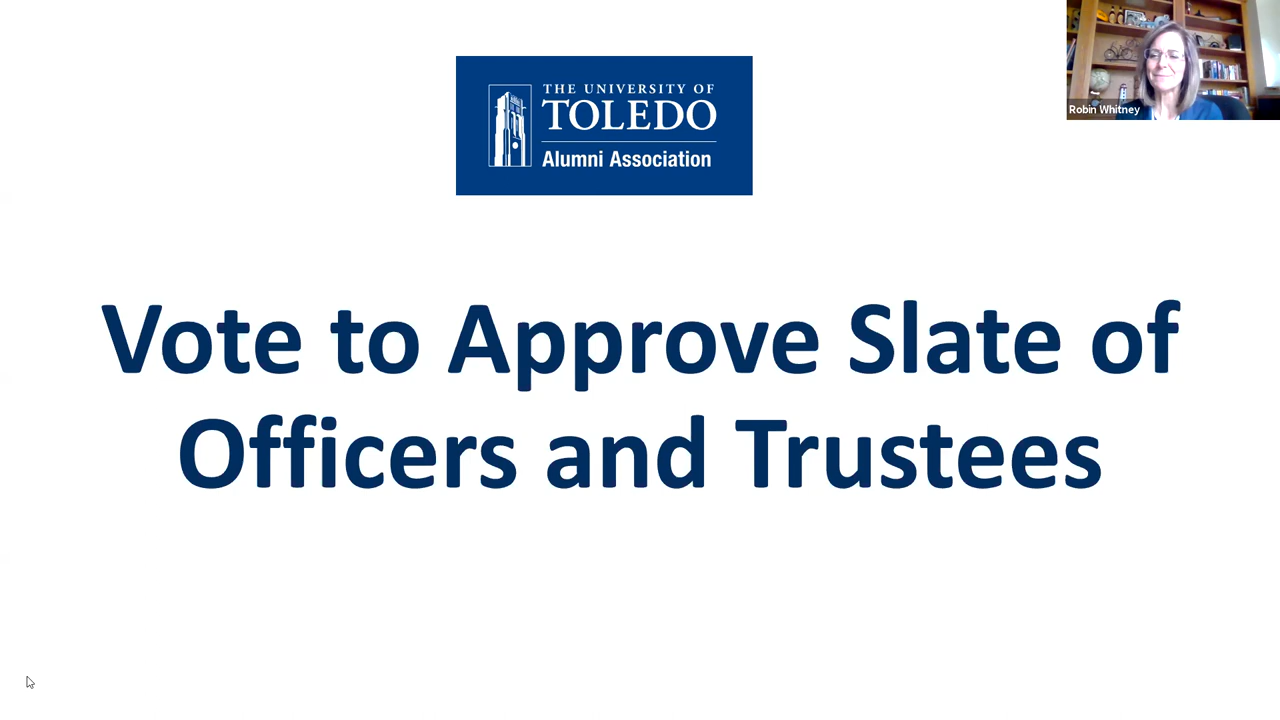 THE UNIVERSITY OF
TOLEDO
Alumni Association
Robin Whitney
Vote to Approve Slate of
Officers and Trustees